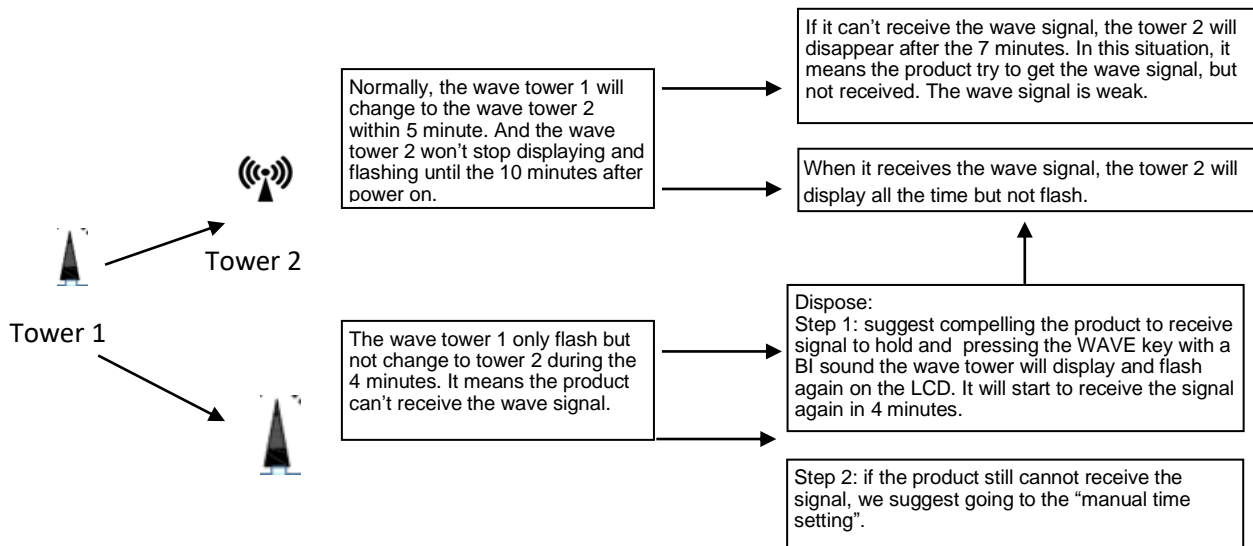 Tower 1
Tower 2
Normally, the wave tower 1 will
change to the wave tower 2
within 5 minute. And the wave
tower 2 won't stop displaying and
flashing until the 10 minutes after
power on.
If it can't receive the wave signal, the tower 2 will
disappear after the 7 minutes. In this situation, it
means the product try to get the wave signal, but
not received. The wave signal is weak.
When it receives the wave signal, the tower 2 will
display all the time but not flash.
The wave tower 1 only flash but
not change to tower 2 during the
4 minutes. It means the product
can't receive the wave signal.
Dispose:
Step 1: suggest compelling the product to receive
signal to hold and pressing the WAVE key with a
BI sound the wave tower will display and flash
again on the LCD. It will start to receive the signal
again in 4 minutes.
Step 2: if the product still cannot receive the
signal, we suggest going to the “manual time
setting”.